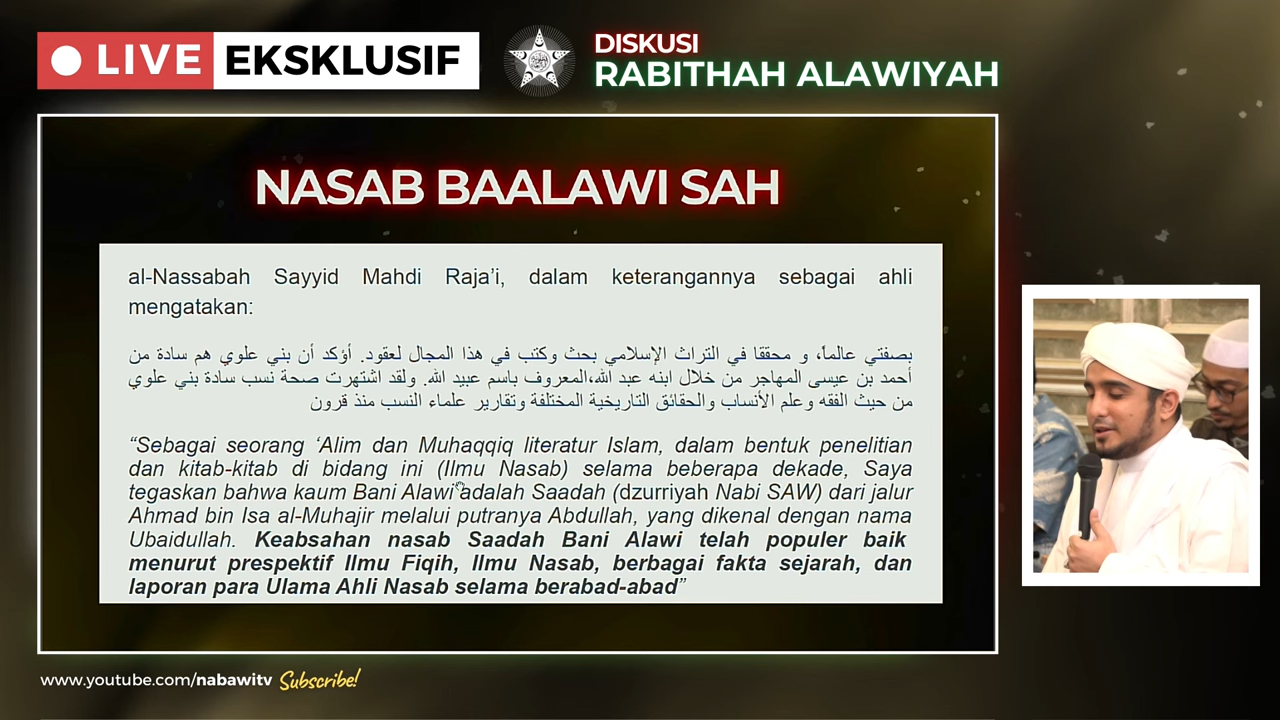 LIVE EKSKLUSIF
DISKUSI
RABITHAH ALAWIYAH
NASAB BAALAWI SAH
al-Nassabah Sayyid Mahdi Raja’i, dalam keterangannya sebagai ahli
mengatakan:
بصفتي عالماً، و محققا في التراث الإسلامي بحث وكتب في هذا المجال لعقود. أؤكد أن بني علوي هم سادة من
أحمد بن عيسى المهاجر من خلال ابنه عبد الله،المعروف باسم عبيد الله. ولقد اشتهرت صحة نسب سادة بني علوي
من حيث الفقه وعلم الأنساب والحقائق التاريخية المختلفة وتقارير علماء النسب منذ قرون
“Sebagai seorang ‘Alim dan Muhaqqiq literatur Islam, dalam bentuk penelitian
dan kitab-kitab di bidang ini (Ilmu Nasab) selama beberapa dekade, Saya
tegaskan bahwa kaum Bani Alawi adalah Saadah (dzurriyah Nabi SAW) dari jalur
Ahmad bin Isa al-Muhajir melalui putranya Abdullah, yang dikenal dengan nama
Ubaidullah. Keabsahan nasab Saadah Bani Alawi telah populer baik
menurut prespektif Ilmu Fiqih, Ilmu Nasab, berbagai fakta sejarah, dan
laporan para Ulama Ahli Nasab selama berabad-abad”
www.youtube.com/nabawitv Subscribe!